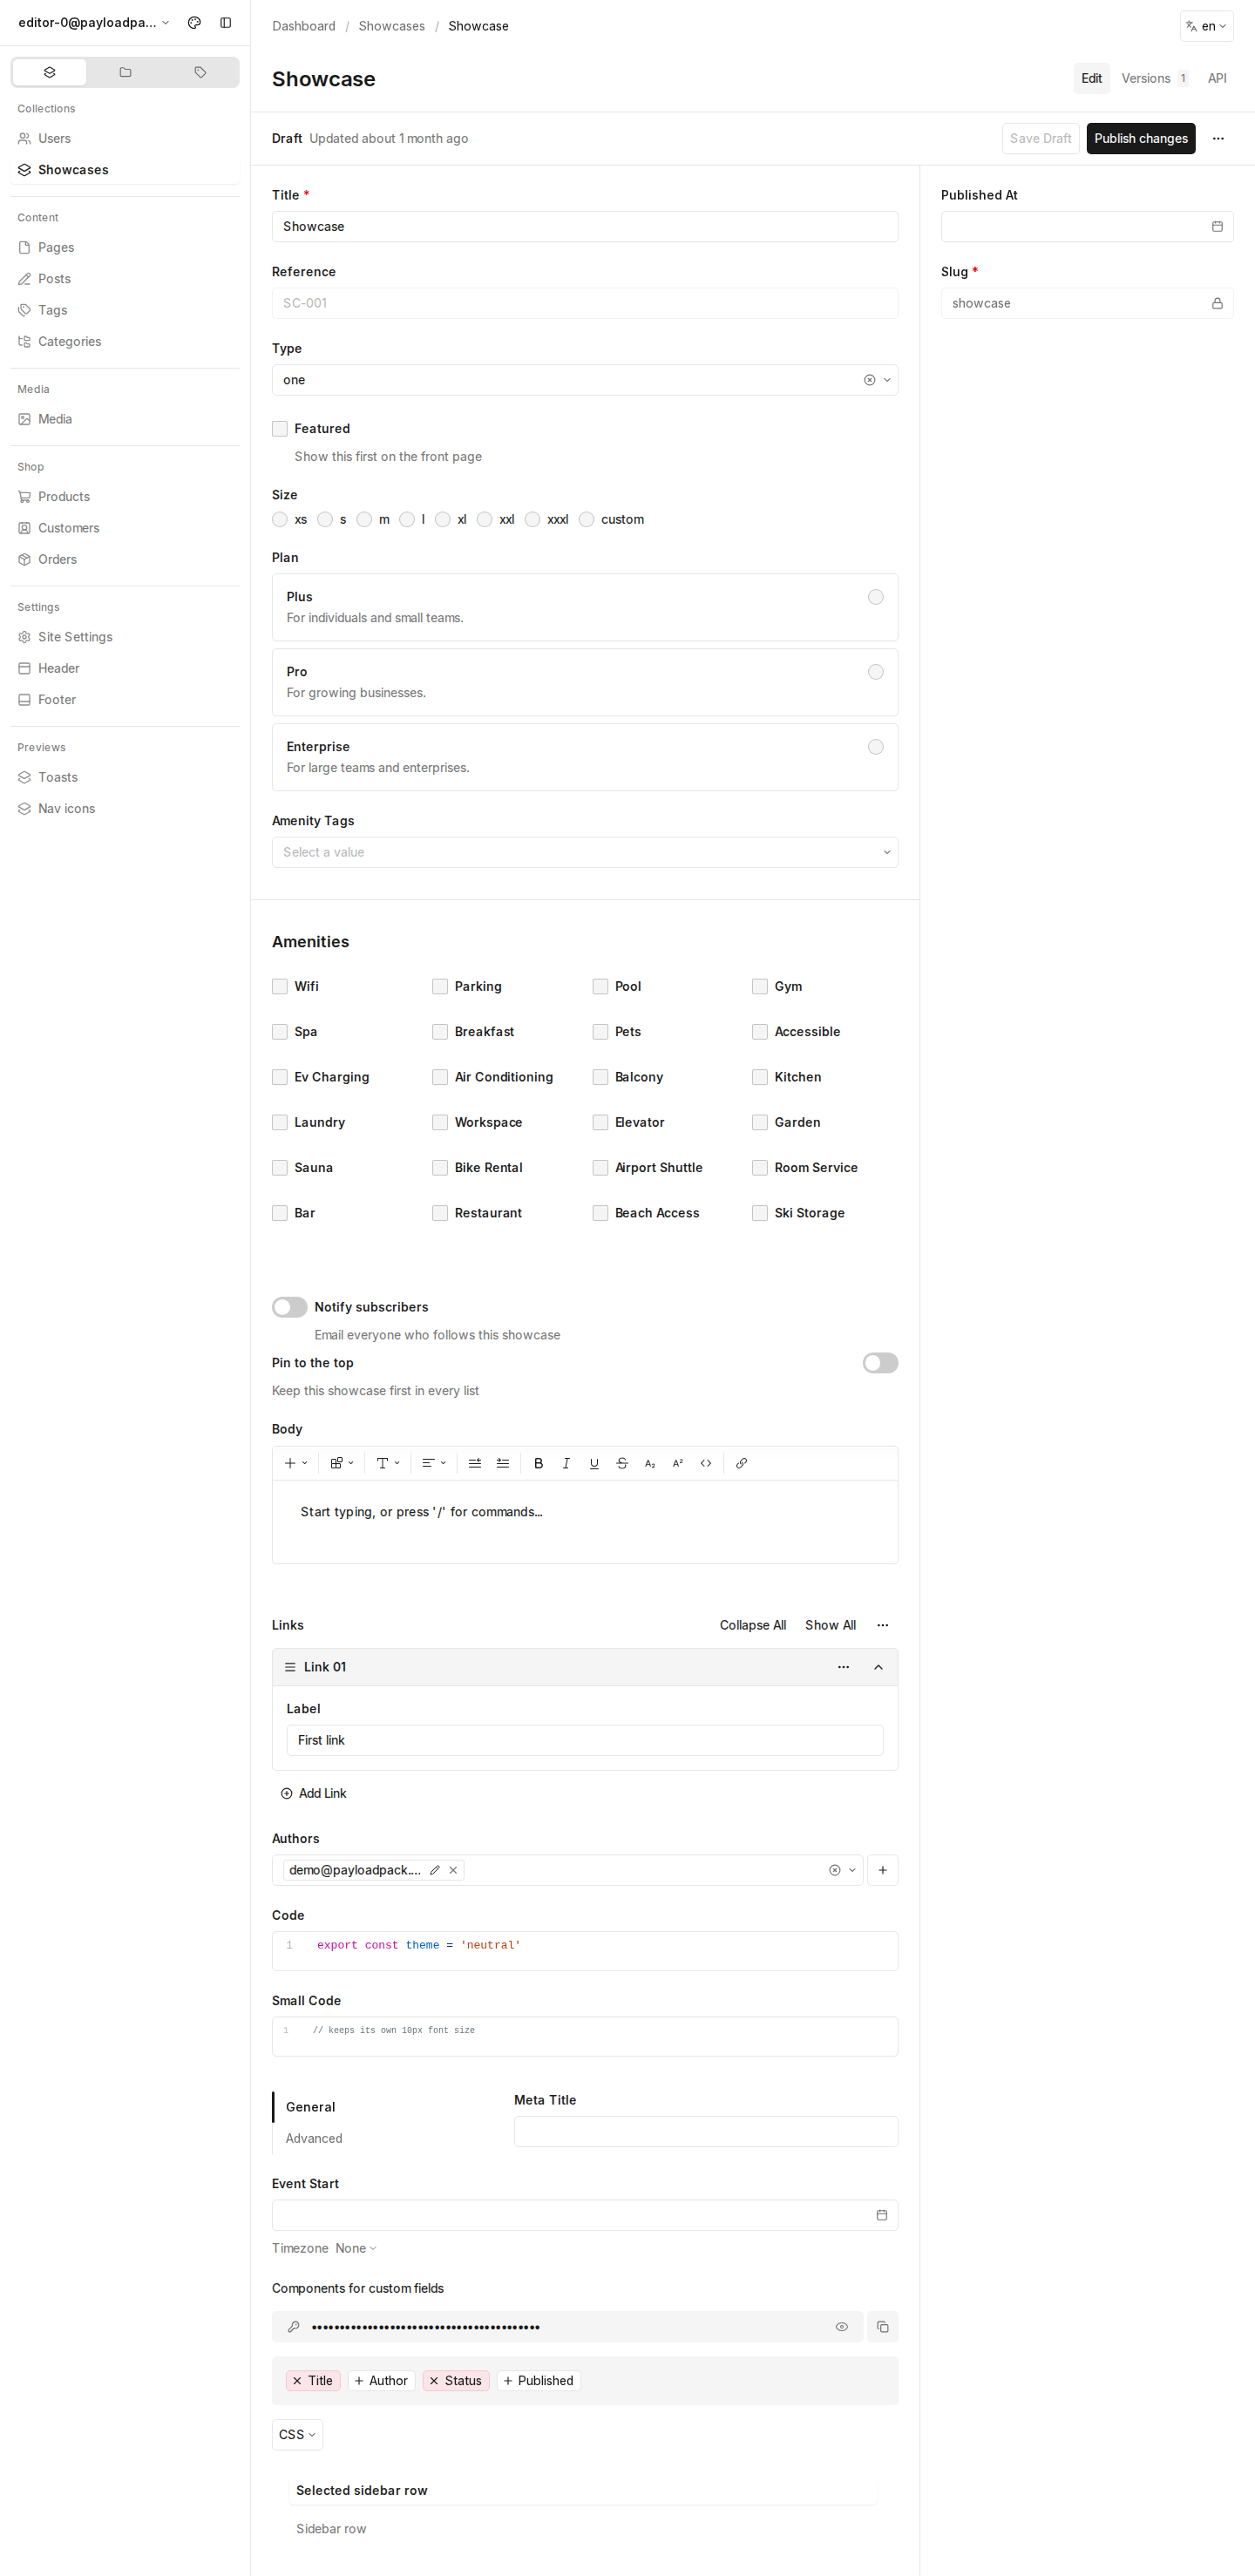 editor-0@payloadpa...
Collections
Users
Showcases
Content
Pages
Posts
Tags
Categories
Media
Media
Shop
Products
Customers
Orders
Settings
Site Settings
Header
Footer
Previews
Toasts
Nav icons
Dashboard / Showcases / Showcase
en
Showcase
Edit Versions 1 API
Draft Updated about 1 month ago
Save Draft Publish changes
Title *
Showcase
Reference
SC-001
Type
one
Featured
Show this first on the front page
Size
xs s m l xl xxl xxxl custom
Plan
Plus
For individuals and small teams.
Pro
For growing businesses.
Enterprise
For large teams and enterprises.
Amenity Tags
Select a value
Amenities
Wifi Parking Pool Gym
Spa Breakfast Pets Accessible
Ev Charging Air Conditioning Balcony Kitchen
Laundry Workspace Elevator Garden
Sauna Bike Rental Airport Shuttle Room Service
Bar Restaurant Beach Access Ski Storage
Notify subscribers
Email everyone who follows this showcase
Pin to the top
Keep this showcase first in every list
Body
Start typing, or press '/' for commands...
Links Collapse All Show All
Link 01
Label
First link
Add Link
Authors
demo@payloadpack....
Code
1 export const theme = 'neutral'
Small Code
1 // keeps its own 10px font size
General
Advanced
Meta Title
Event Start
Timezone None
Components for custom fields
•••••••••••••••••••••••••••••••••••••••••
Title Author Status Published
CSS
Selected sidebar row
Sidebar row
Published At
Slug *
showcase